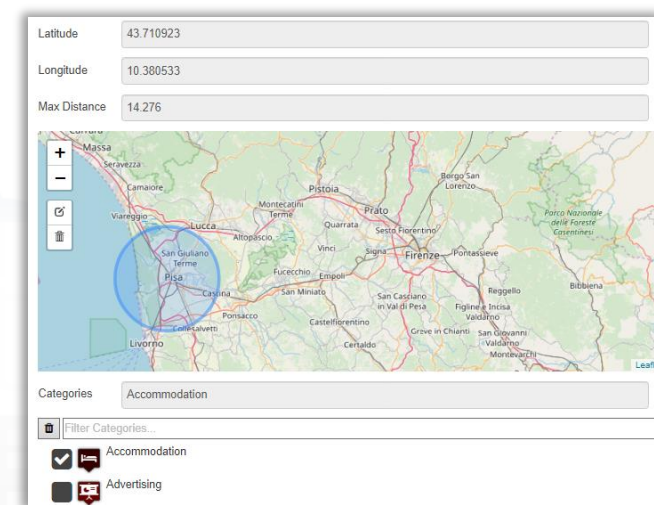 Latitude
43.710923
Longitude
10.380533
Max Distance
14.276
+
−
Massa
Seravezza
Camaiore
Viareggio
Lucca
Altopascio
Montecatini
Terme
Pistoia
Quarrata
Prato
Sesto Fiorentino
Borgo San
Lorenzo
Parco Nazionale
delle Foreste
Casentinesi
San Giuliano
Terme
Pisa
Cascina
Vinci
Signa
Firenze
Pontassieve
Fucecchio
Empoli
San Miniato
Ponsacco
Castelfiorentino
San Casciano
in Val di Pesa
Reggello
Figline e Incisa
Valdarno
Bibbiena
Collesalvetti
Livorno
Certaldo
Greve in Chianti
San Giovanni
Valdarno
Montevarchi
Leafl
Categories
Accommodation
Filter Categories...
Accommodation
Advertising